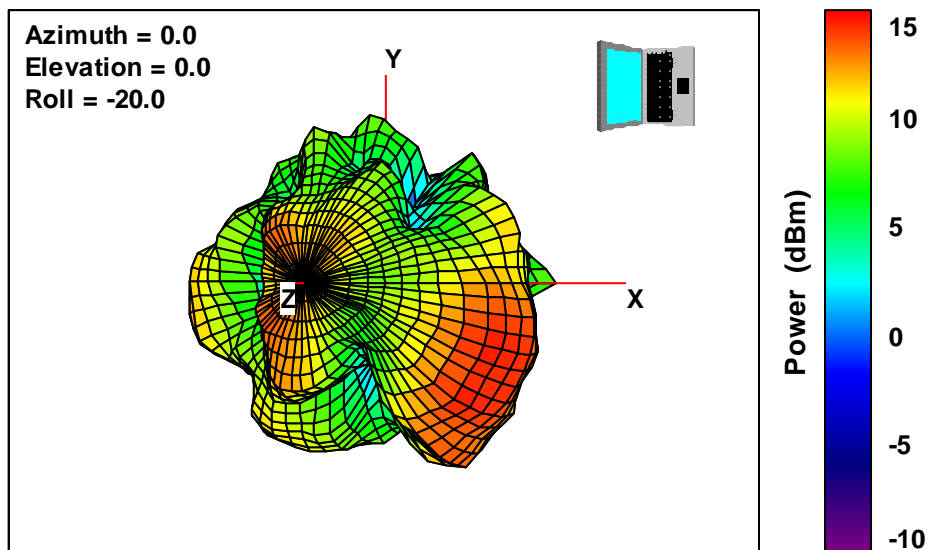 Azimuth = 0.0
Elevation = 0.0
Roll = -20.0
Y
X
Z
Power (dBm)
15
10
5
0
-5
-10